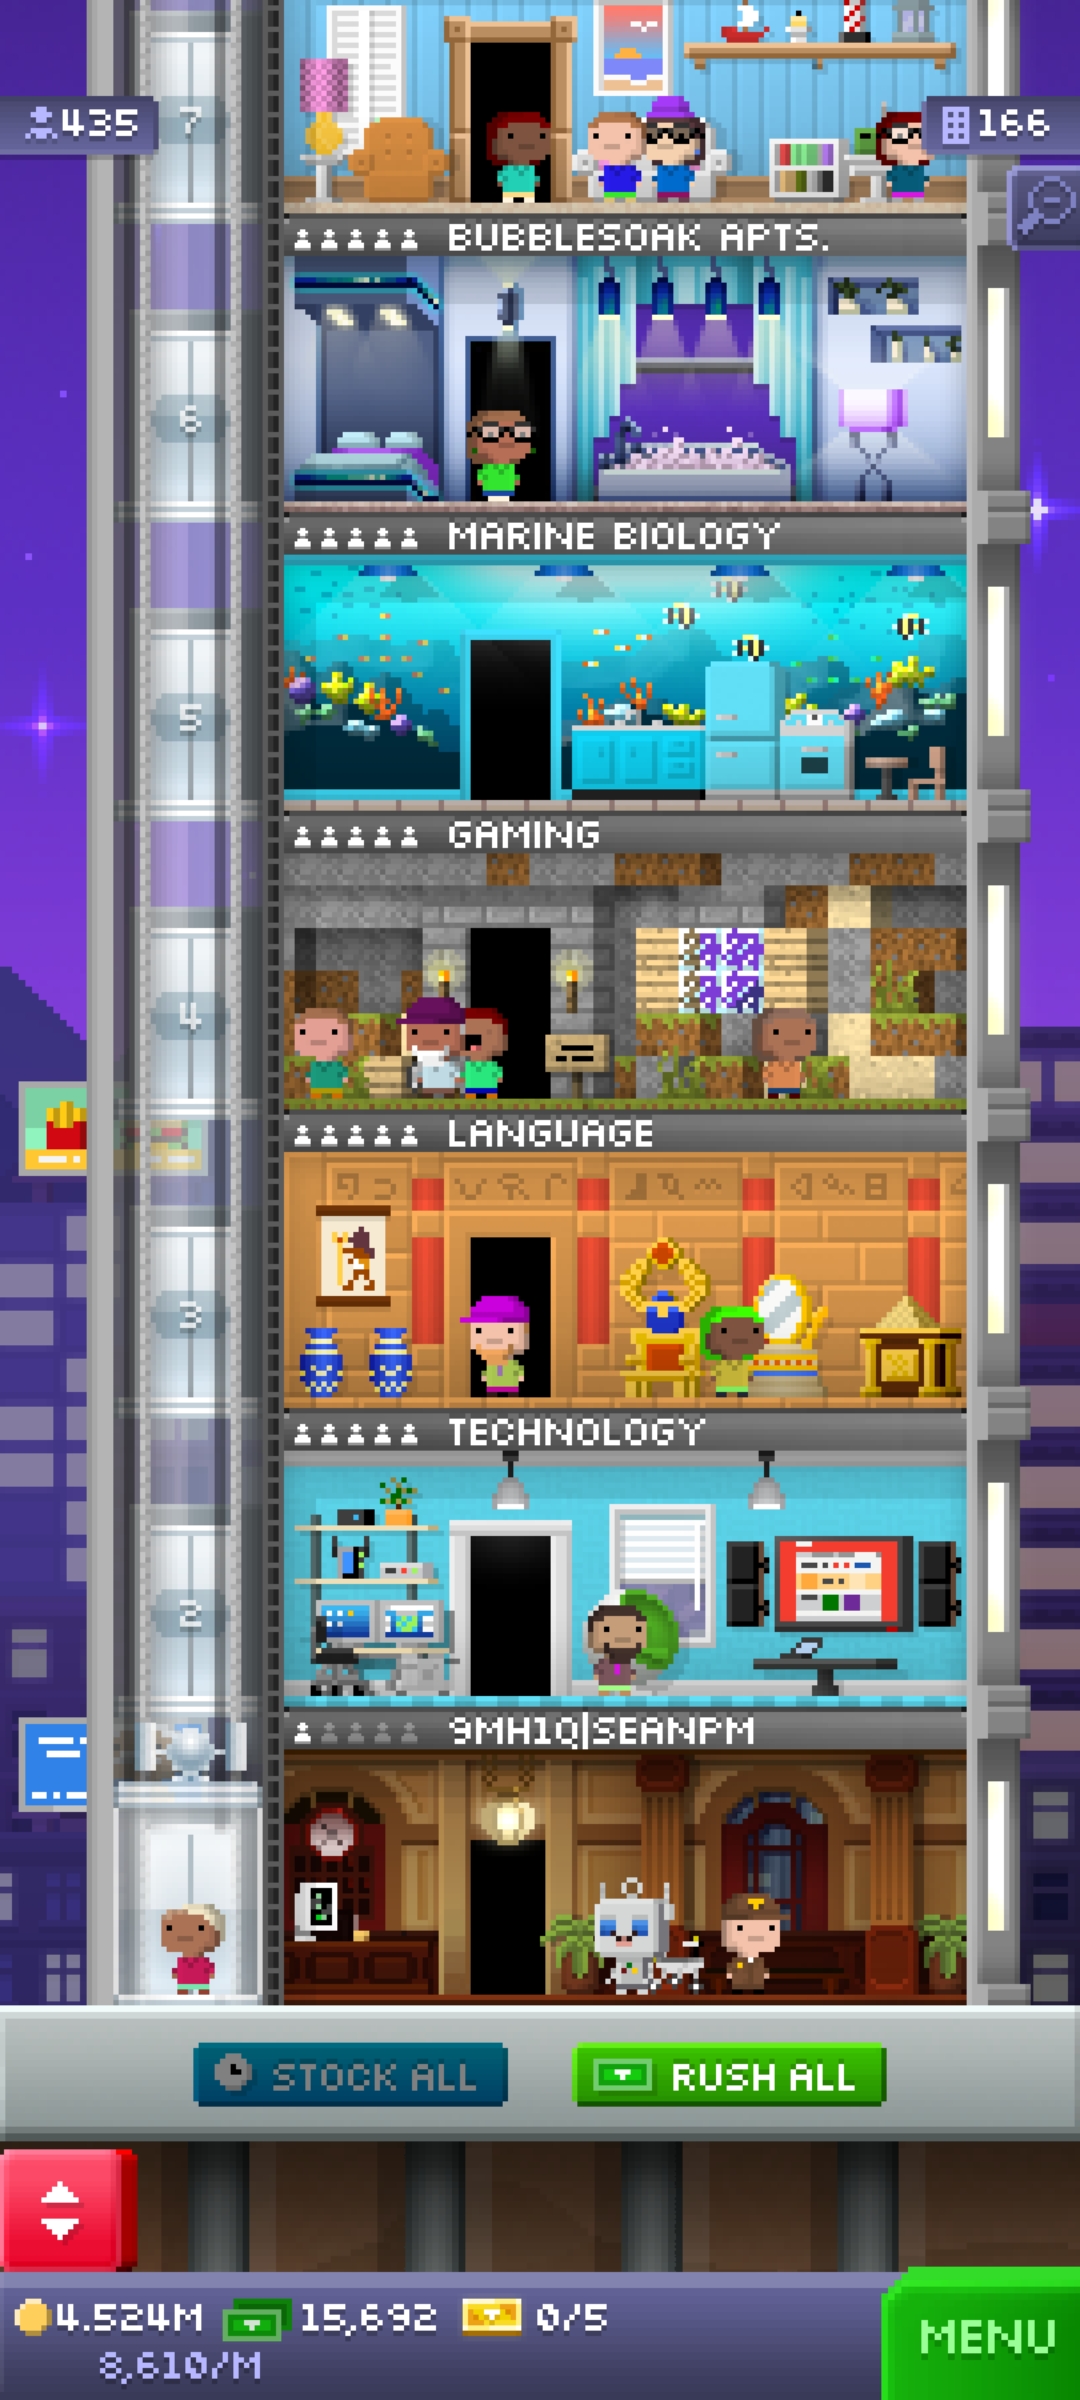 435
7
166
BUBBLESOAK APTS.
6
MARINE BIOLOGY
5
GAMING
4
LANGUAGE
3
TECHNOLOGY
2
9MH1Q|SEANPM
STOCK ALL
RUSH ALL
4.524M
15,692
0/5
8,610/M
MENU